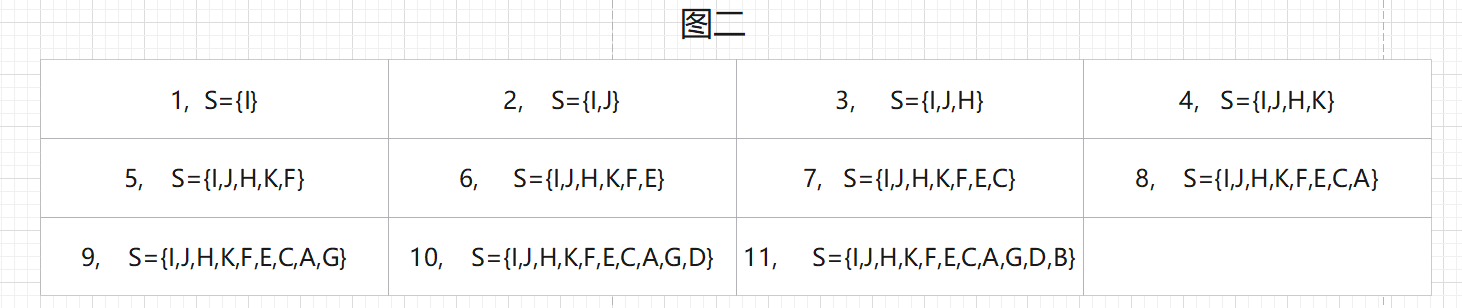 图二
1, S={I}
2, S={I,J}
3, S={I,J,H}
4, S={I,J,H,K}
5, S={I,J,H,K,F}
6, S={I,J,H,K,F,E}
7, S={I,J,H,K,F,E,C}
8, S={I,J,H,K,F,E,C,A}
9, S={I,J,H,K,F,E,C,A,G}
10, S={I,J,H,K,F,E,C,A,G,D}
11, S={I,J,H,K,F,E,C,A,G,D,B}